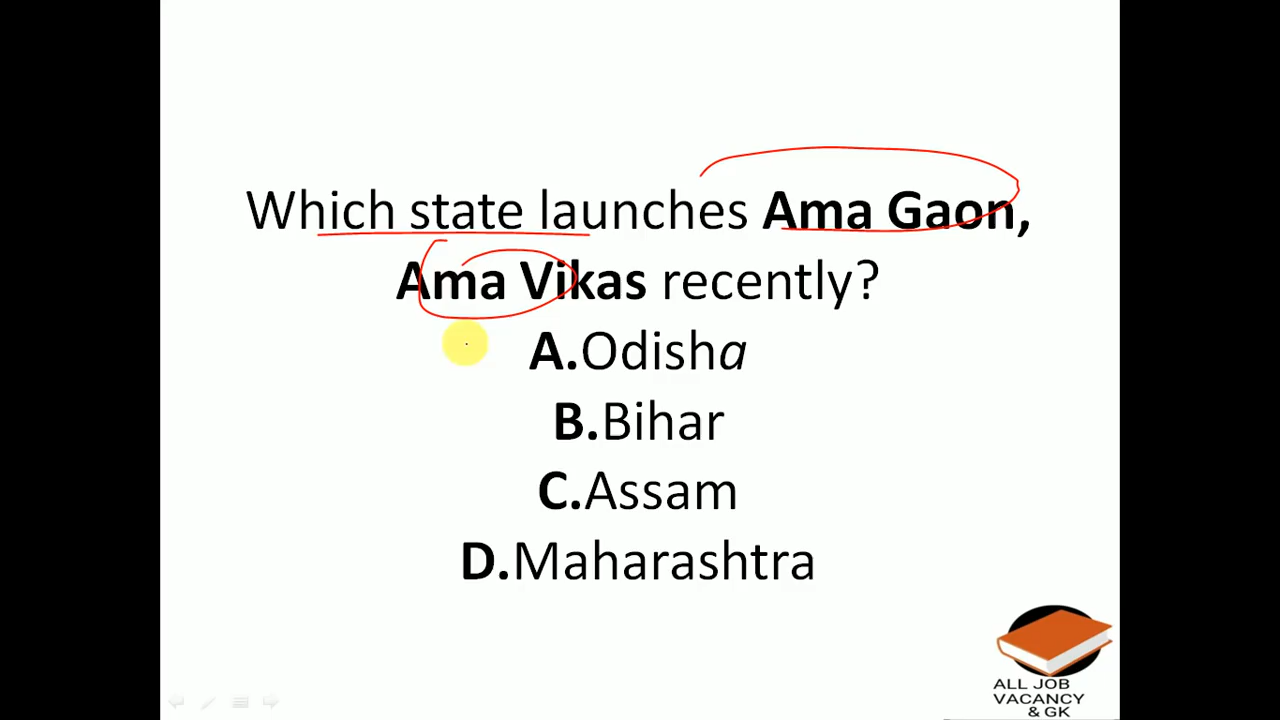 Which state launches Ama Gaon,
Ama Vikas recently?
A.Odisha
B.Bihar
C.Assam
D.Maharashtra
ALL JOB
VACANCY
& GK